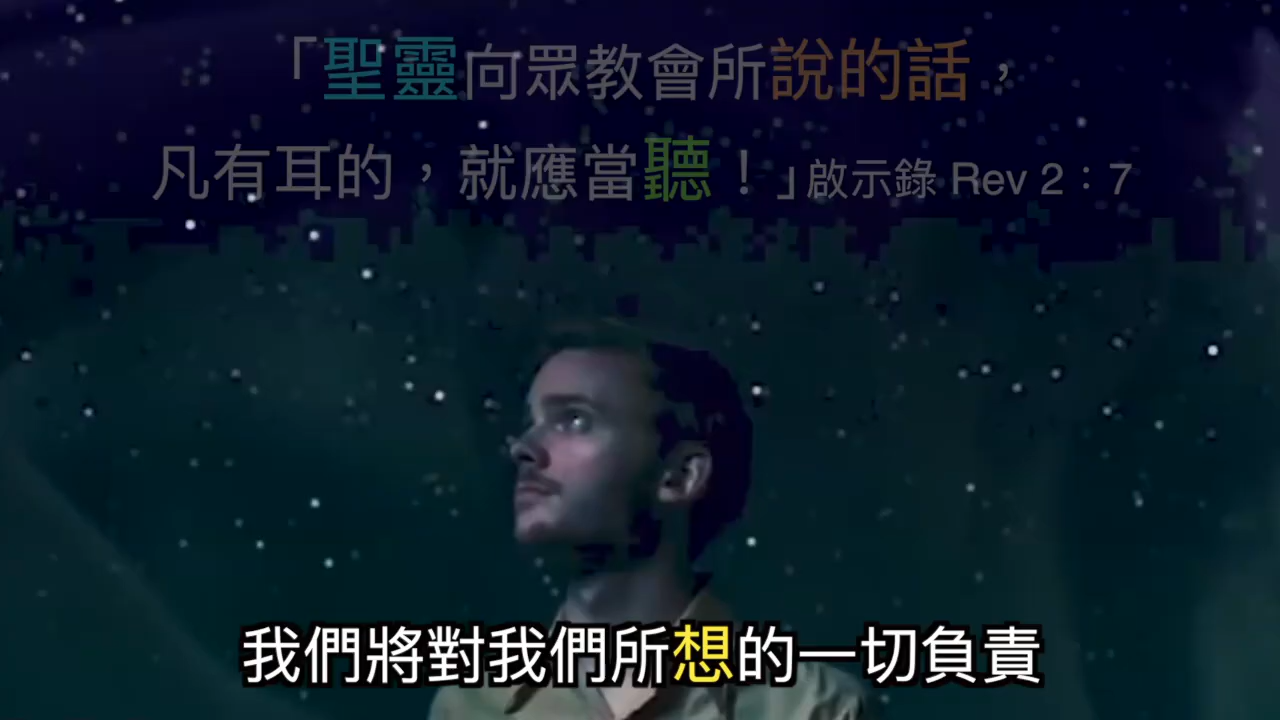 「聖靈向眾教會所說的話，
凡有耳的，就應當聽！」啟示錄 Rev 2：7
我們將對我們所想的一切負責